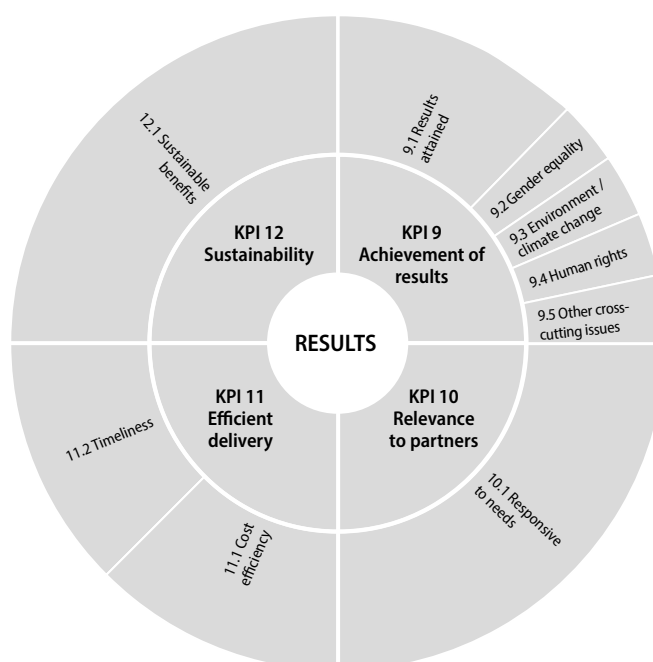 RESULTS
KPI 9
Achievement of
results
9.1 Results
attained
9.2 Gender equality
9.3 Environment /
climate change
9.4 Human rights
9.5 Other cross-
cutting issues
KPI 10
Relevance
to partners
10.1 Responsive
to needs
KPI 11
Efficient
delivery
11.1 Cost
efficiency
11.2 Timeliness
KPI 12
Sustainability
12.1 Sustainable
benefits